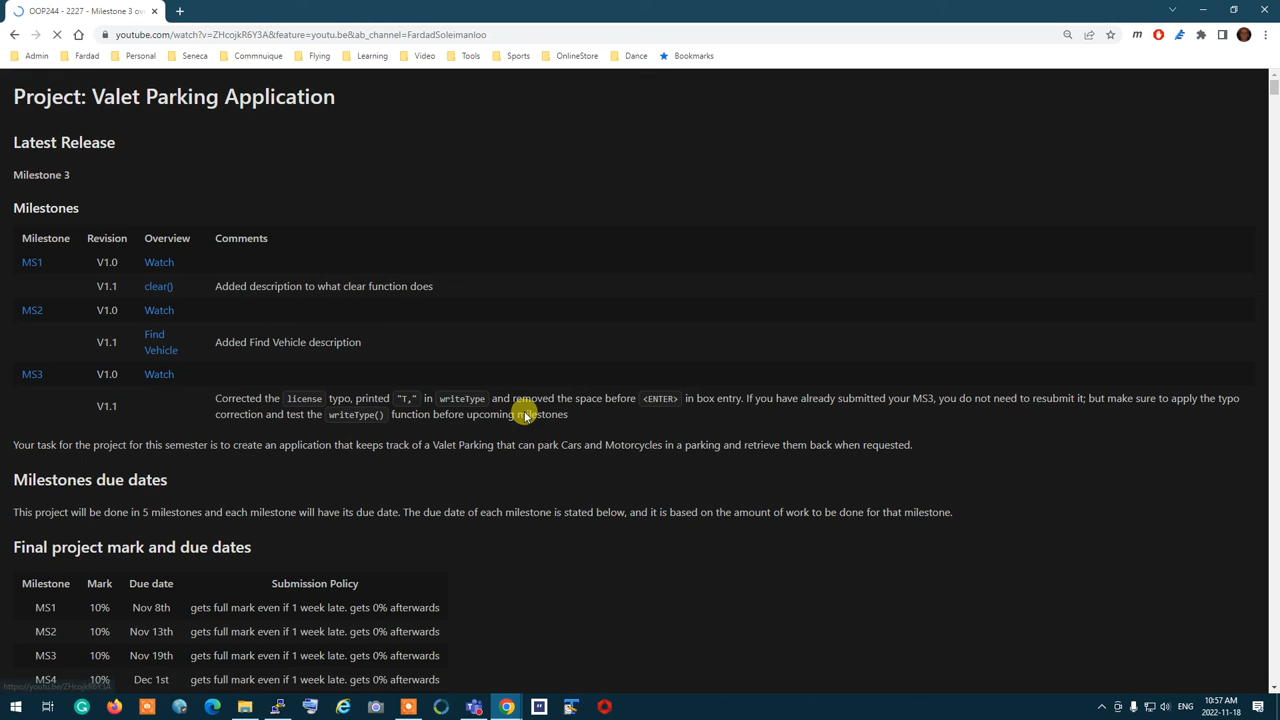 OOP244 - 2227 - Milestone 3 ov
youtube.com/watch?v=ZHcojkR6Y3A&feature=youtu.be&ab_channel=FardadSoleimanloo
Admin Fardad Personal Seneca Commnuique Flying Learning Video Tools Sports OnlineStore Dance Bookmarks
Project: Valet Parking Application
Latest Release
Milestone 3
Milestones
Milestone Revision Overview Comments
MS1 V1.0 Watch
V1.1 clear() Added description to what clear function does
MS2 V1.0 Watch
V1.1 Find Vehicle Added Find Vehicle description
MS3 V1.0 Watch
V1.1 Corrected the license typo, printed "T," in writeType and removed the space before <ENTER> in box entry. If you have already submitted your MS3, you do not need to resubmit it; but make sure to apply the typo
correction and test the writeType() function before upcoming milestones
Your task for the project for this semester is to create an application that keeps track of a Valet Parking that can park Cars and Motorcycles in a parking and retrieve them back when requested.
Milestones due dates
This project will be done in 5 milestones and each milestone will have its due date. The due date of each milestone is stated below, and it is based on the amount of work to be done for that milestone.
Final project mark and due dates
Milestone Mark Due date Submission Policy
MS1 10% Nov 8th gets full mark even if 1 week late. gets 0% afterwards
MS2 10% Nov 13th gets full mark even if 1 week late. gets 0% afterwards
MS3 10% Nov 19th gets full mark even if 1 week late. gets 0% afterwards
MS4 10% Dec 1st gets full mark even if 1 week late. gets 0% afterwards
https://youtu.be/ZHcojkR6Y3A
ENG
10:57 AM
2022-11-18